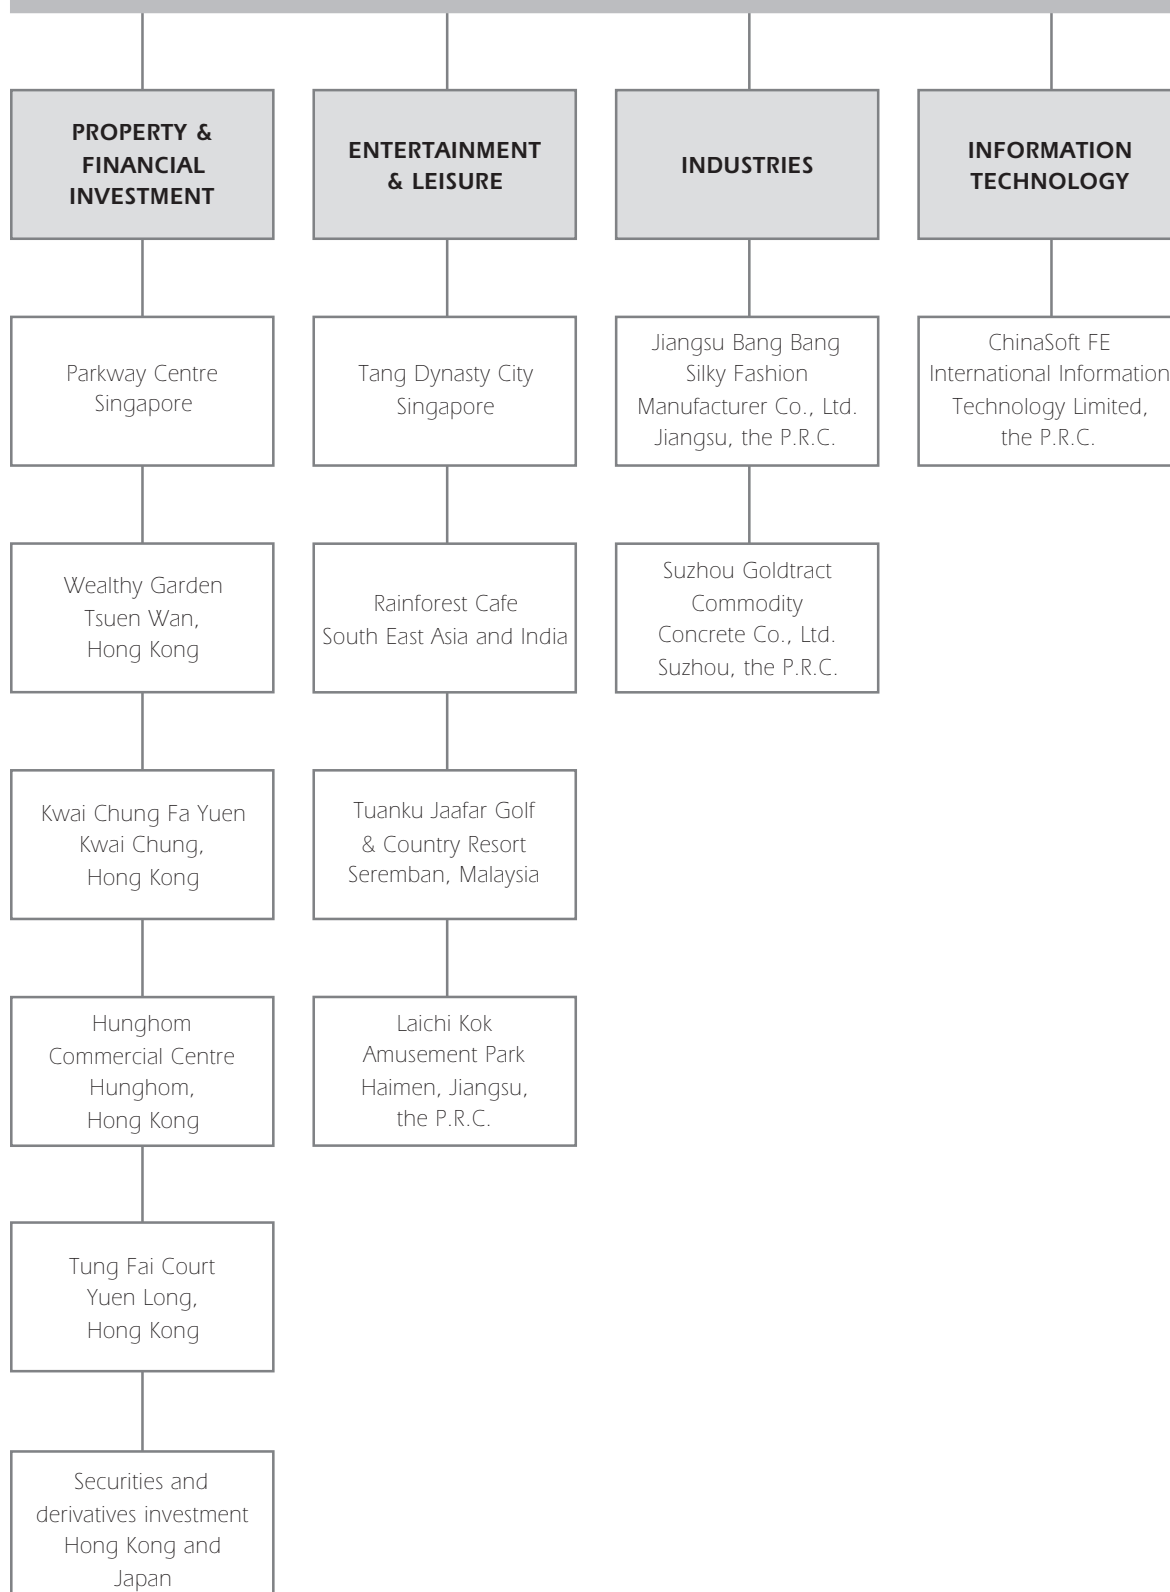 PROPERTY &
FINANCIAL
INVESTMENT
Parkway Centre
Singapore
Wealthy Garden
Tsuen Wan,
Hong Kong
Kwai Chung Fa Yuen
Kwai Chung,
Hong Kong
Hunghom
Commercial Centre
Hunghom,
Hong Kong
Tung Fai Court
Yuen Long,
Hong Kong
Securities and
derivatives investment
Hong Kong and
Japan
ENTERTAINMENT
& LEISURE
Tang Dynasty City
Singapore
Rainforest Cafe
South East Asia and India
Tuanku Jaafar Golf
& Country Resort
Seremban, Malaysia
Laichi Kok
Amusement Park
Haimen, Jiangsu,
the P.R.C.
INDUSTRIES
Jiangsu Bang Bang
Silky Fashion
Manufacturer Co., Ltd.
Jiangsu, the P.R.C.
Suzhou Goldtract
Commodity
Concrete Co., Ltd.
Suzhou, the P.R.C.
INFORMATION
TECHNOLOGY
ChinaSoft FE
International Information
Technology Limited,
the P.R.C.